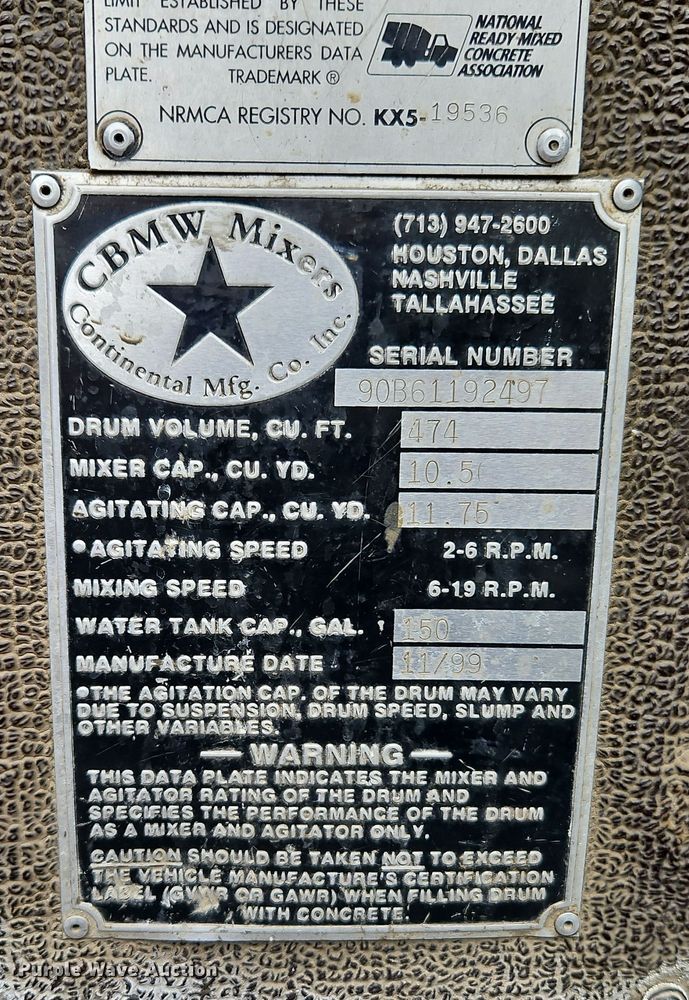 LIMIT ESTABLISHED BY THESE
STANDARDS AND IS DESIGNATED
ON THE MANUFACTURERS DATA
PLATE. TRADEMARK ®
NATIONAL
READY MIXED
CONCRETE
ASSOCIATION
NRMCA REGISTRY NO. KX5-19536
CBMW Mixers
Continental Mfg. Co. Inc.
(713) 947-2600
HOUSTON, DALLAS
NASHVILLE
TALLAHASSEE
SERIAL NUMBER
90B61192497
DRUM VOLUME, CU. FT. 474
MIXER CAP., CU. YD. 10.50
AGITATING CAP., CU. YD. 11.75
•AGITATING SPEED 2-6 R.P.M.
MIXING SPEED 6-19 R.P.M.
WATER TANK CAP., GAL. 150
MANUFACTURE DATE 11/99
•THE AGITATION CAP. OF THE DRUM MAY VARY
DUE TO SUSPENSION, DRUM SPEED, SLUMP AND
OTHER VARIABLES.
— WARNING —
THIS DATA PLATE INDICATES THE MIXER AND
AGITATOR RATING OF THE DRUM AND
SPECIFIES THE PERFORMANCE OF THE DRUM
AS A MIXER AND AGITATOR ONLY.
CAUTION SHOULD BE TAKEN NOT TO EXCEED
THE VEHICLE MANUFACTURE'S CERTIFICATION
LABEL (GVWR OR GAWR) WHEN FILLING DRUM
WITH CONCRETE.
Purple Wave Auction